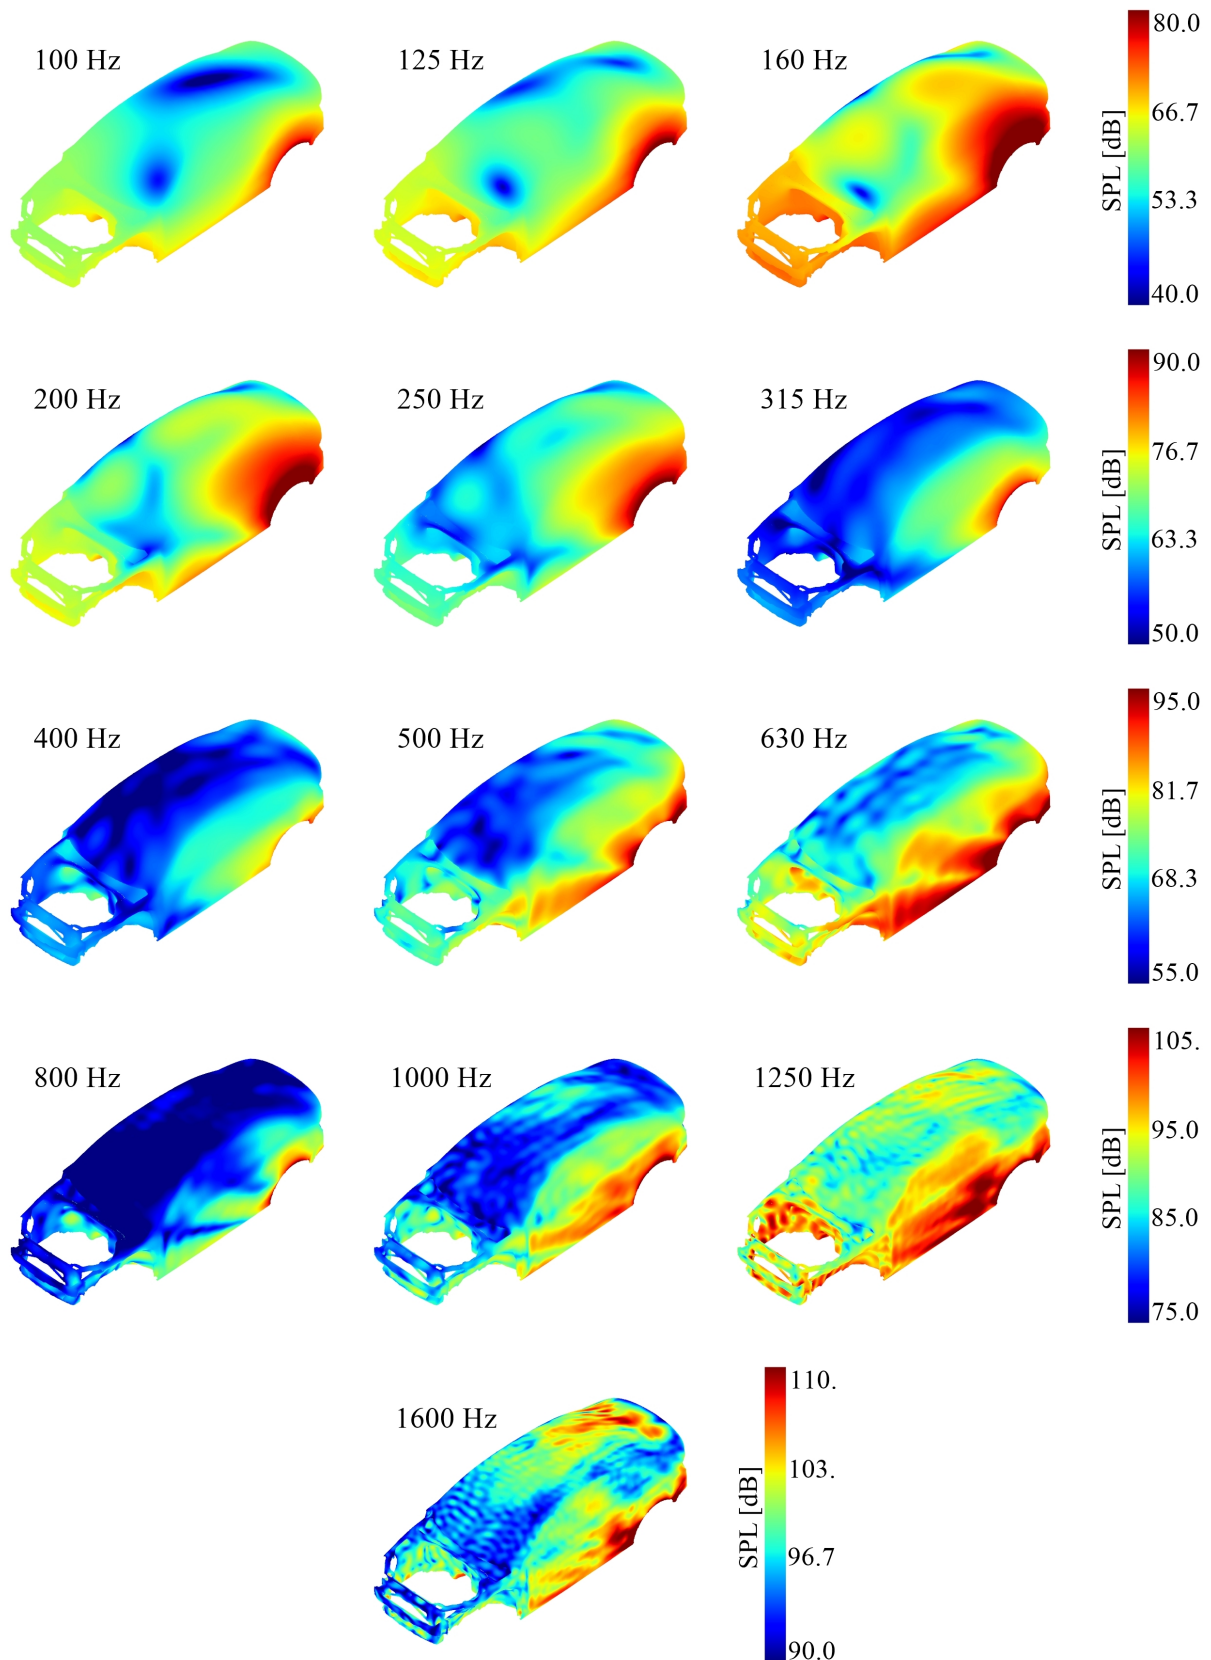 100 Hz
125 Hz
160 Hz
SPL [dB]
80.0
66.7
53.3
40.0
200 Hz
250 Hz
315 Hz
SPL [dB]
90.0
76.7
63.3
50.0
400 Hz
500 Hz
630 Hz
SPL [dB]
95.0
81.7
68.3
55.0
800 Hz
1000 Hz
1250 Hz
SPL [dB]
105.
95.0
85.0
75.0
1600 Hz
SPL [dB]
110.
103.
96.7
90.0